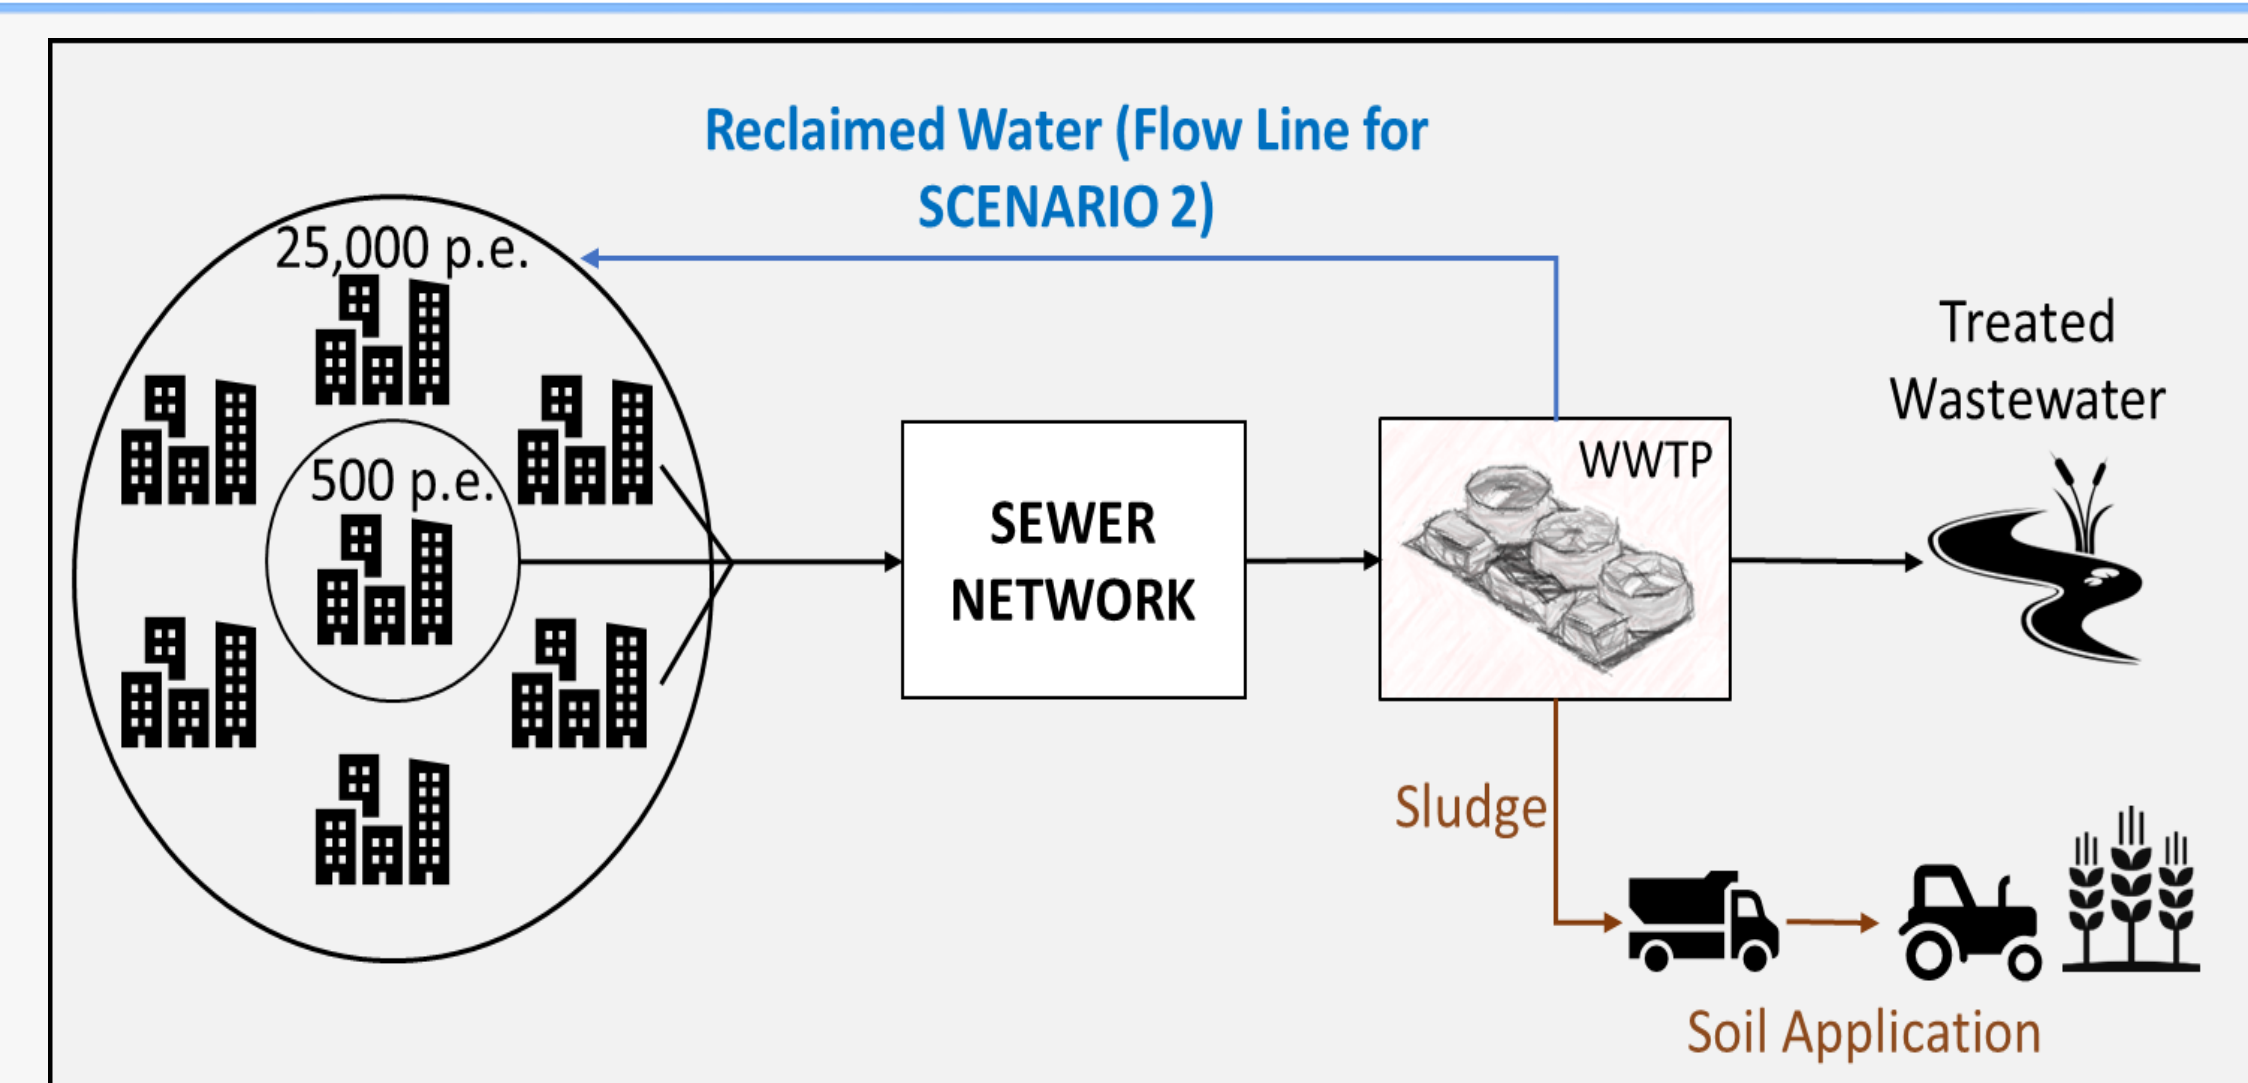 Reclaimed Water (Flow Line for
SCENARIO 2)
25,000 p.e.
500 p.e.
SEWER
NETWORK
WWTP
Treated
Wastewater
Sludge
Soil Application